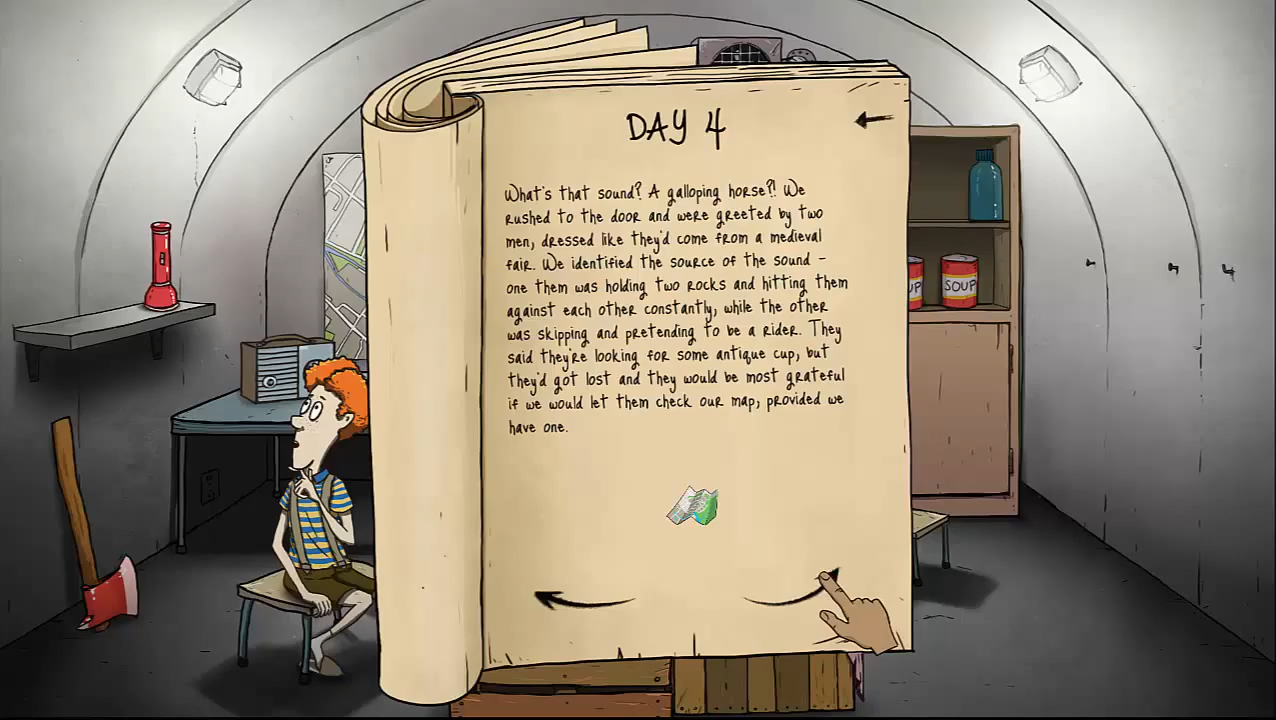 DAY 4
What's that sound? A galloping horse?! We
rushed to the door and were greeted by two
men, dressed like they'd come from a medieval
fair. We identified the source of the sound -
one them was holding two rocks and hitting them
against each other constantly, while the other
was skipping and pretending to be a rider. They
said they're looking for some antique cup, but
they'd got lost and they would be most grateful
if we would let them check our map, provided we
have one.
UP
SOUP